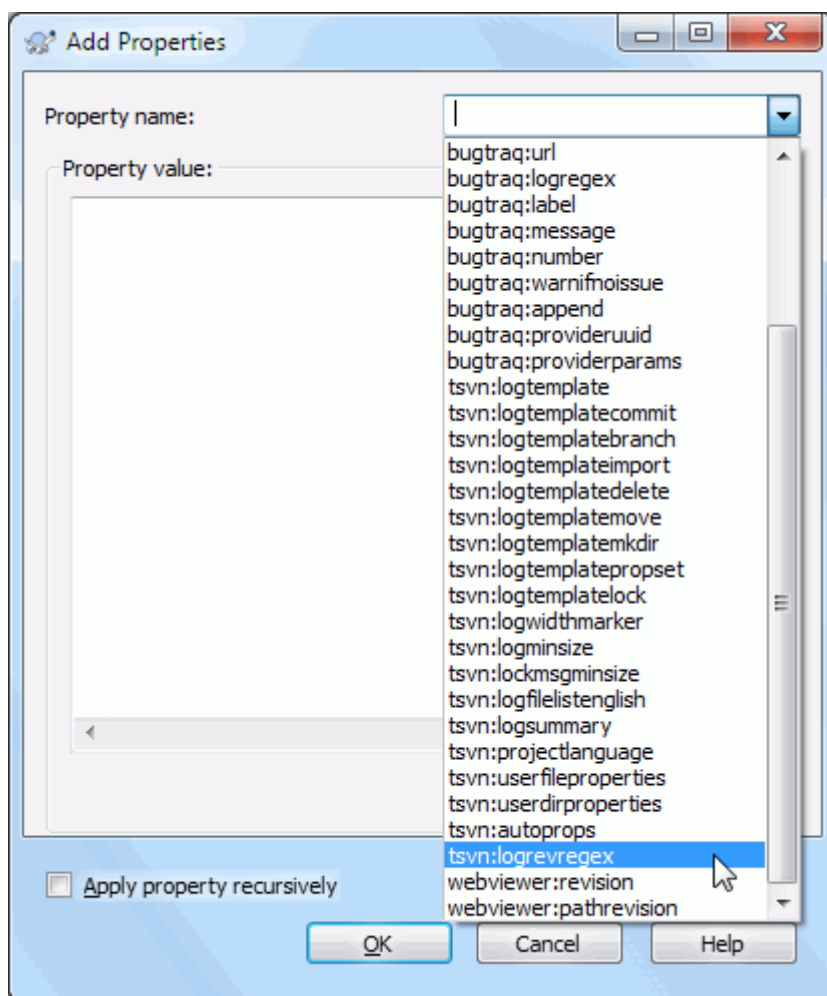 Add Properties
Property name:
Property value:
bugtraq:url
bugtraq:logregex
bugtraq:label
bugtraq:message
bugtraq:number
bugtraq:warnifnoissue
bugtraq:append
bugtraq:provideruuid
bugtraq:providerparams
tsvn:logtemplate
tsvn:logtemplatecommit
tsvn:logtemplatebranch
tsvn:logtemplateimport
tsvn:logtemplatedelete
tsvn:logtemplatemove
tsvn:logtemplatemkdir
tsvn:logtemplatepropset
tsvn:logtemplatelock
tsvn:logwidthmarker
tsvn:logminsize
tsvn:lockmsgminsize
tsvn:logfilelistenglish
tsvn:logsummary
tsvn:projectlanguage
tsvn:userfileproperties
tsvn:userdirproperties
tsvn:autoprops
tsvn:logrevregex
webviewer:revision
webviewer:pathrevision
Apply property recursively
OK Cancel Help